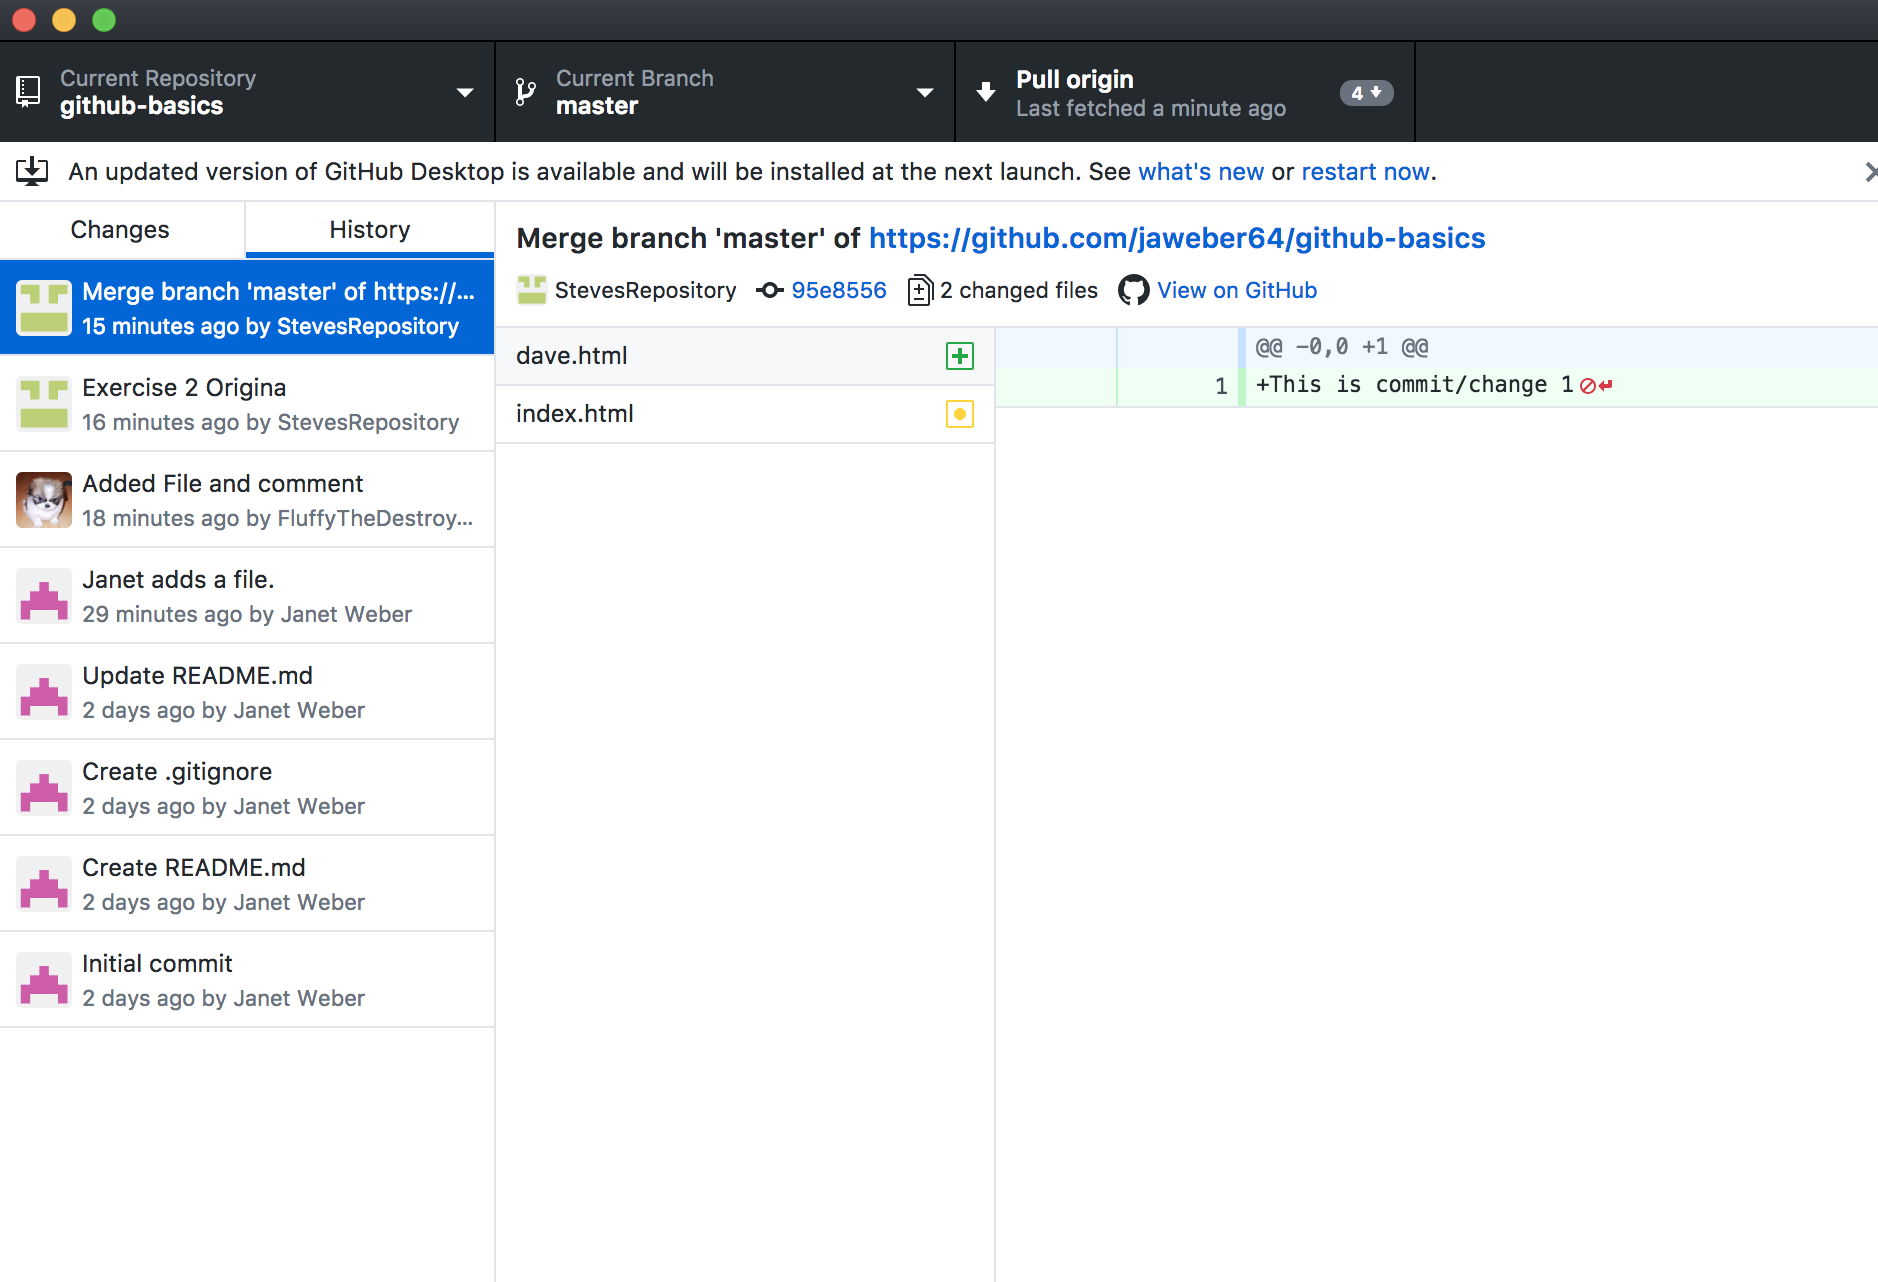 Current Repository
github-basics
Current Branch
master
Pull origin
Last fetched a minute ago
4
An updated version of GitHub Desktop is available and will be installed at the next launch. See what's new or restart now.
Changes
History
Merge branch 'master' of https://...
15 minutes ago by StevesRepository
Exercise 2 Origina
16 minutes ago by StevesRepository
Added File and comment
18 minutes ago by FluffyTheDestroy...
Janet adds a file.
29 minutes ago by Janet Weber
Update README.md
2 days ago by Janet Weber
Create .gitignore
2 days ago by Janet Weber
Create README.md
2 days ago by Janet Weber
Initial commit
2 days ago by Janet Weber
Merge branch 'master' of https://github.com/jaweber64/github-basics
StevesRepository 95e8556 2 changed files View on GitHub
dave.html
index.html
@@ -0,0 +1 @@
1 +This is commit/change 1